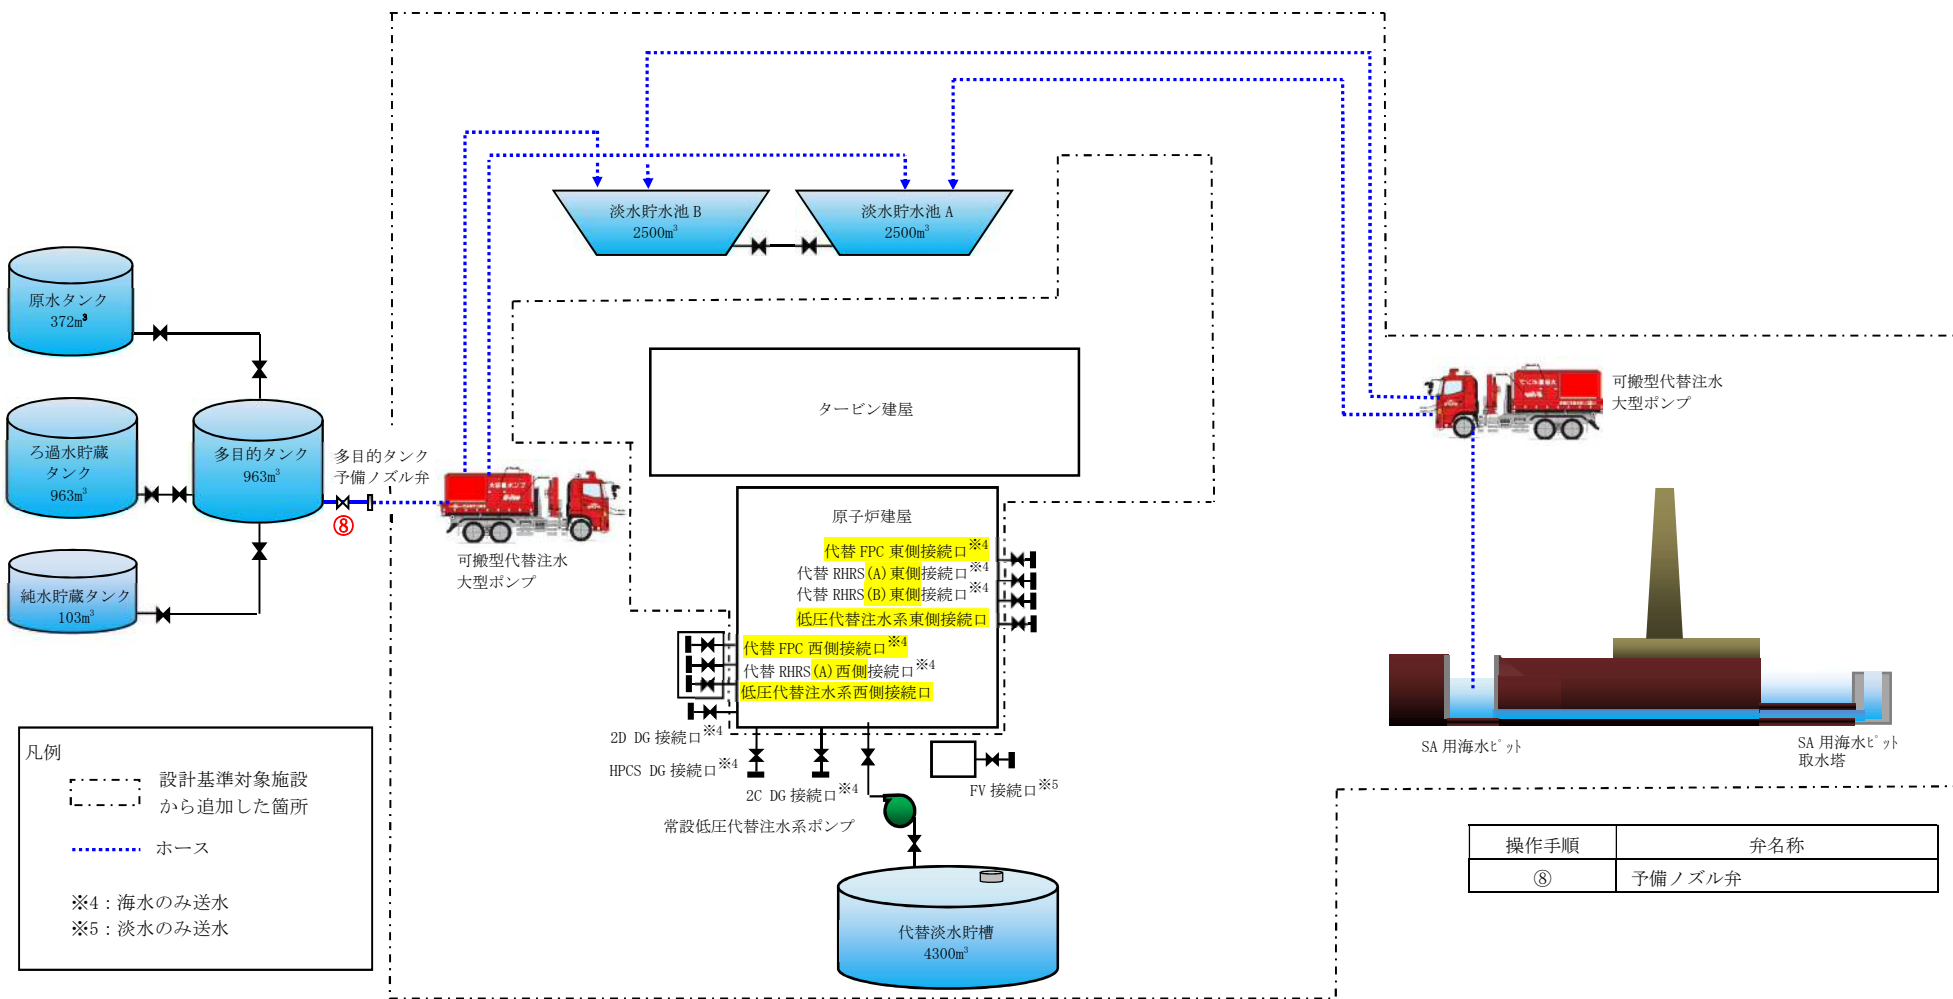 淡水貯水池 B
2500m³
淡水貯水池 A
2500m³
原水タンク
372m³
ろ過水貯蔵
タンク
963m³
多目的タンク
963m³
多目的タンク
予備ノズル弁
⑧
純水貯蔵タンク
103m³
可搬型代替注水
大型ポンプ
可搬型代替注水
大型ポンプ
タービン建屋
原子炉建屋
代替 FPC 東側接続口※4
代替 RHRS(A)東側接続口※4
代替 RHRS(B)東側接続口※4
低圧代替注水系東側接続口
代替 FPC 西側接続口※4
代替 RHRS(A)西側接続口※4
低圧代替注水系西側接続口
2D DG 接続口※4
HPCS DG 接続口※4
2C DG 接続口※4
FV 接続口※5
常設低圧代替注水系ポンプ
代替淡水貯槽
4300m³
SA 用海水ﾋﾟｯﾄ
SA 用海水ﾋﾟｯﾄ
取水塔
凡例
設計基準対象施設
から追加した箇所
ホース
※4：海水のみ送水
※5：淡水のみ送水
操作手順 弁名称
⑧ 予備ノズル弁